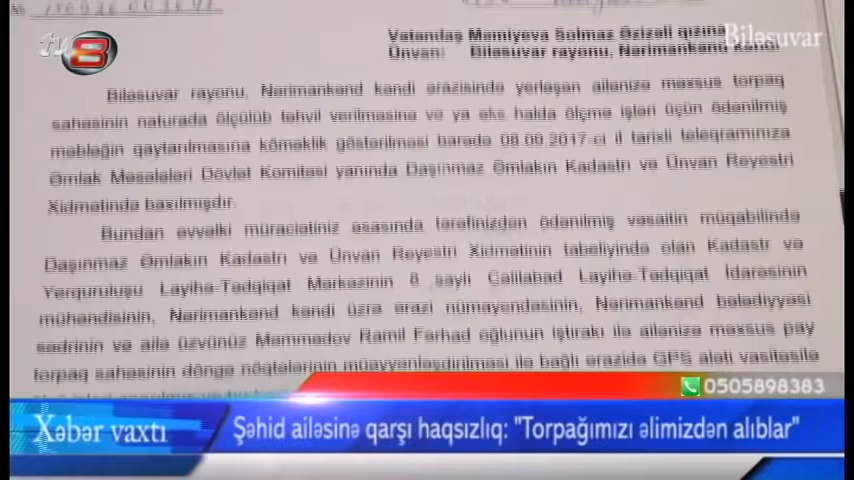 Biləsuvar
tv 8
Vətəndaş Məmiyeva Solmaz Əzizəli qızına
Ünvan: Biləsuvar rayonu, Nərimankənd kəndi
Biləsuvar rayonu, Nərimankənd kəndi ərazisində yerləşən ailənizə məxsus torpaq
sahəsinin naturada ölçülüb təhvil verilməsinə və ya əks halda ölçmə işləri üçün ödənilmiş
məbləğin qaytarılmasına köməklik göstərilməsi barədə 08.09.2017-ci il tarixli teleqramınıza
Əmlak Məsələləri Dövlət Komitəsi yanında Daşınmaz Əmlakın Kadastrı və Ünvan Reyestri
Xidmətində baxılmışdır.
Bundan əvvəlki müraciətiniz əsasında tərəfinizdən ödənilmiş vəsaitin müqabilində
Daşınmaz Əmlakın Kadastrı və Ünvan Reyestri Xidmətinin tabeliyində olan Kadastr və
Yerquruluşu Layihə-Tədqiqat Mərkəzinin 6 saylı Cəlilabad Layihə-Tədqiqat İdarəsinin
mühəndisinin, Nərimankənd kəndi üzrə ərazi nümayəndəsinin, Nərimankənd bələdiyyəsi
sədrinin və ailə üzvünüz Məmmədov Ramil Fərhad oğlunun iştirakı ilə ailənizə məxsus pay
torpaq sahəsinin döngə nöqtələrinin müəyyənləşdirilməsi ilə bağlı ərazidə GPS aləti vasitəsilə
0505898383
Xəbər vaxtı
Şəhid ailəsinə qarşı haqsızlıq: "Torpağımızı əlimizdən alıblar"